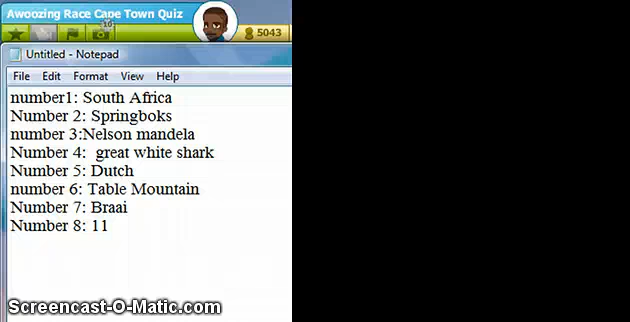 Awoozing Race Cape Town Quiz
10
5043
Untitled - Notepad
File Edit Format View Help
number1: South Africa
Number 2: Springboks
number 3:Nelson mandela
Number 4:  great white shark
Number 5: Dutch
number 6: Table Mountain
Number 7: Braai
Number 8: 11
Screencast-O-Matic.com